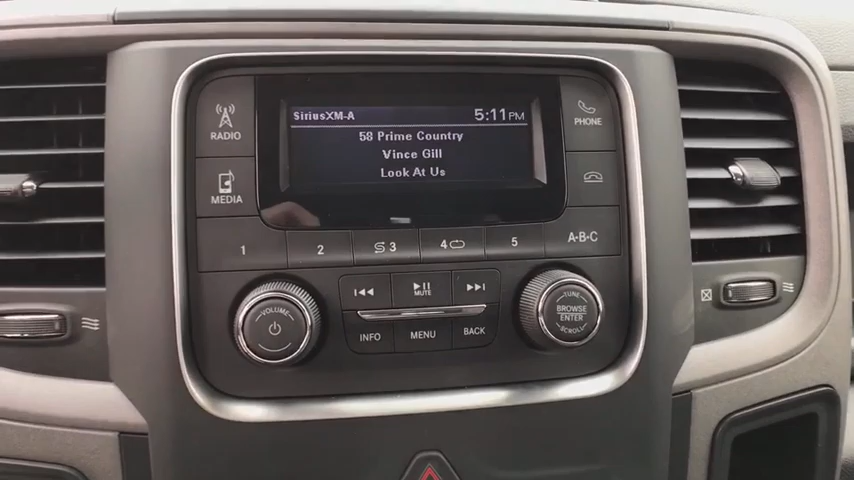 SiriusXM-A 5:11PM
58 Prime Country
Vince Gill
Look At Us
RADIO
MEDIA
PHONE
1 2 3 4 5 A-B-C
VOLUME
MUTE
INFO MENU BACK
TUNE
BROWSE
ENTER
SCROLL